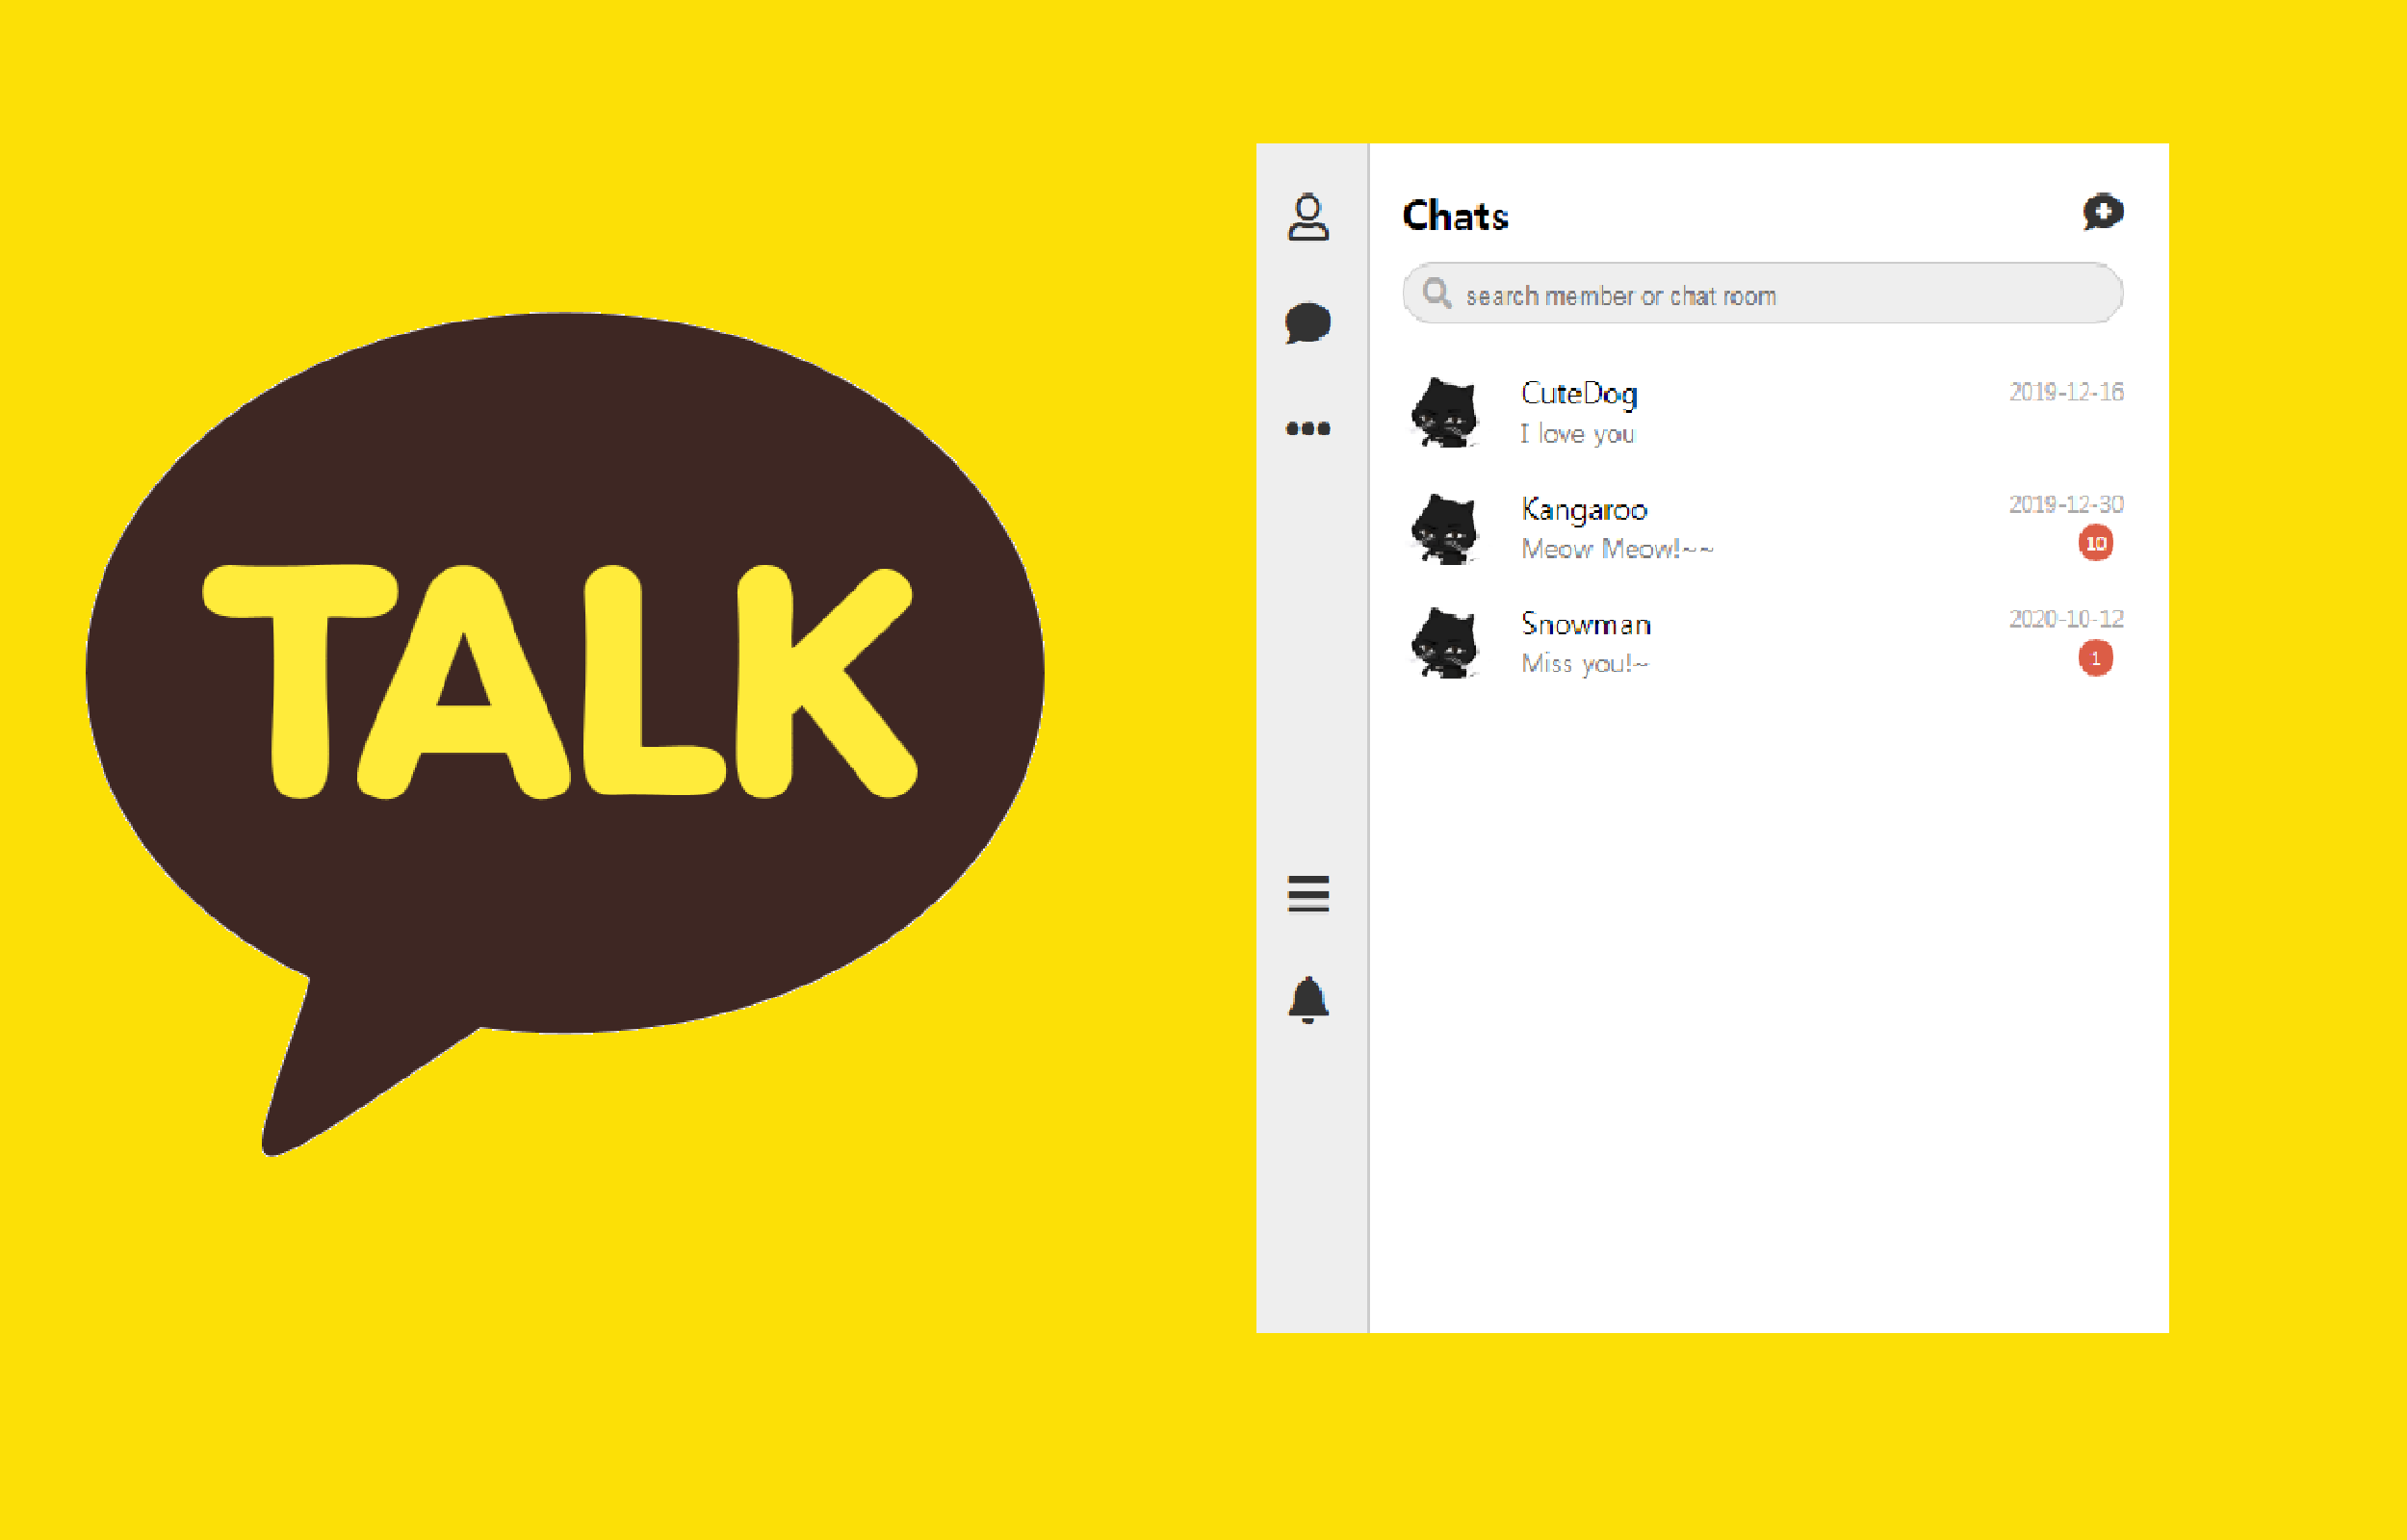 TALK
Chats
search member or chat room
CuteDog
2019-12-16
I love you
Kangaroo
2019-12-30
Meow Meow!~~
10
Snowman
2020-10-12
Miss you!~
1